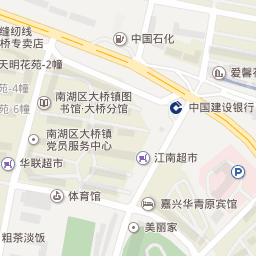 缝纫线
桥专卖店
中国石化
天明花苑-2幢
爱馨
苑-4幢
南湖区大桥镇图
书馆·大桥分馆
中国建设银行
苑-6幢
南湖区大桥镇
党员服务中心
华联超市
江南超市
体育馆
嘉兴华青原宾馆
美丽家
粗茶淡饭